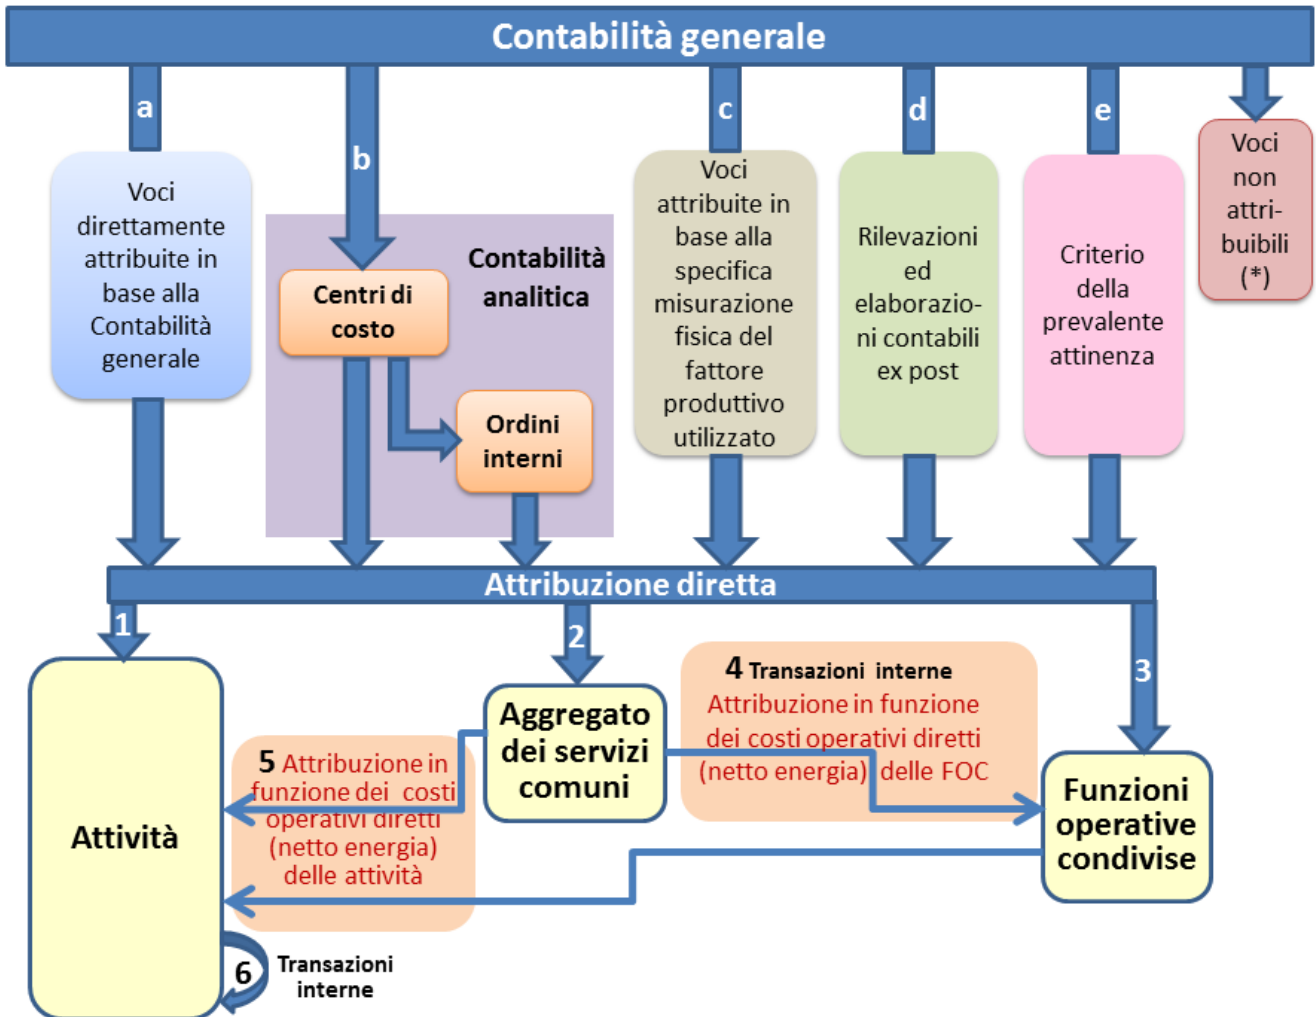 Contabilità generale
a
b
c
d
e
Voci
direttamente
attribuite in
base alla
Contabilità
generale
Contabilità
analitica
Centri di
costo
Ordini
interni
Voci
attribuite in
base alla
specifica
misurazione
fisica del
fattore
produttivo
utilizzato
Rilevazioni
ed
elaborazio-
ni contabili
ex post
Criterio
della
prevalente
attinenza
Voci
non
attri-
buibili
(*)
Attribuzione diretta
1
2
3
Attività
5 Attribuzione in
funzione dei costi
operativi diretti
(netto energia)
delle attività
Aggregato
dei servizi
comuni
4 Transazioni interne
Attribuzione in funzione
dei costi operativi diretti
(netto energia) delle FOC
Funzioni
operative
condivise
6
Transazioni
interne